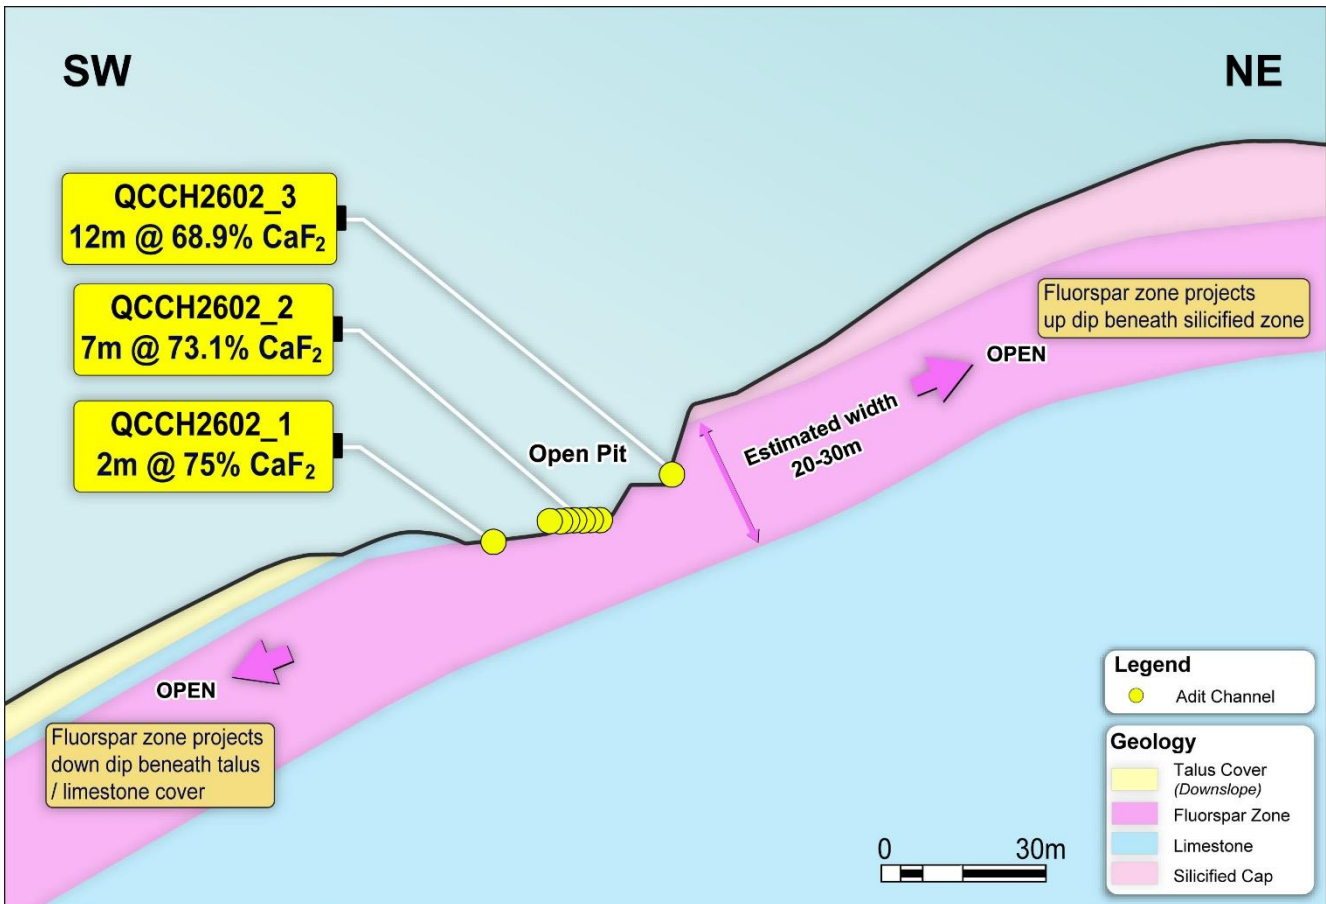 SW
NE
QCCH2602_3
12m @ 68.9% CaF₂
QCCH2602_2
7m @ 73.1% CaF₂
QCCH2602_1
2m @ 75% CaF₂
Open Pit
Estimated width
20-30m
Fluorspar zone projects
up dip beneath silicified zone
OPEN
OPEN
Fluorspar zone projects
down dip beneath talus
/ limestone cover
0 30m
Legend
Adit Channel
Geology
Talus Cover
(Downslope)
Fluorspar Zone
Limestone
Silicified Cap